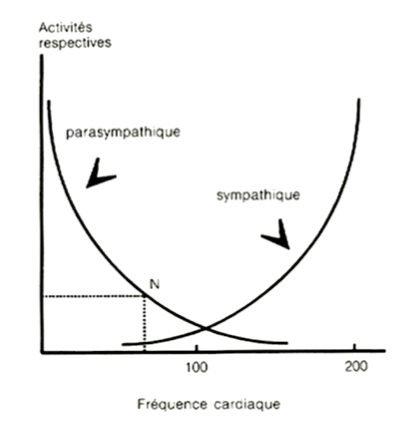 Activités
respectives
parasympathique
sympathique
N
100
200
Fréquence cardiaque